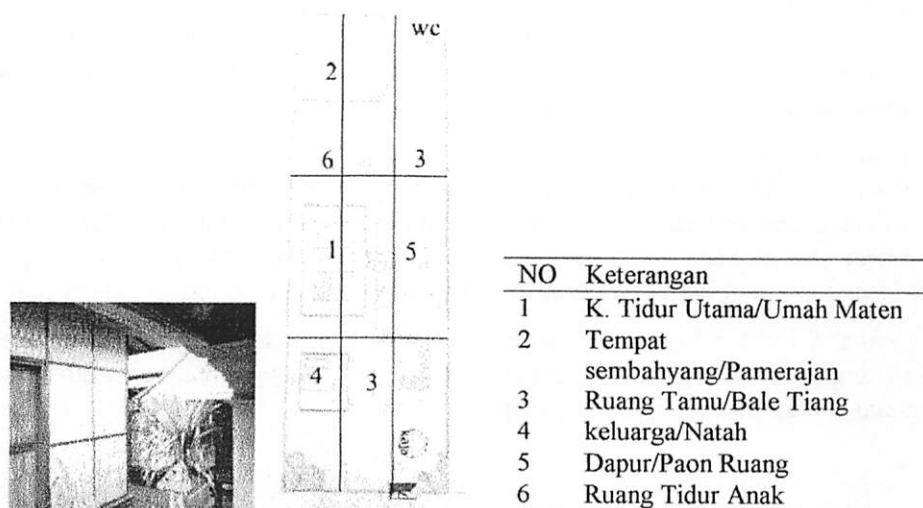 wc
2
6 3
1 5
4 3
kaja
NO Keterangan
1 K. Tidur Utama/Umah Maten
2 Tempat
sembahyang/Pamerajan
3 Ruang Tamu/Bale Tiang
4 keluarga/Natah
5 Dapur/Paon Ruang
6 Ruang Tidur Anak